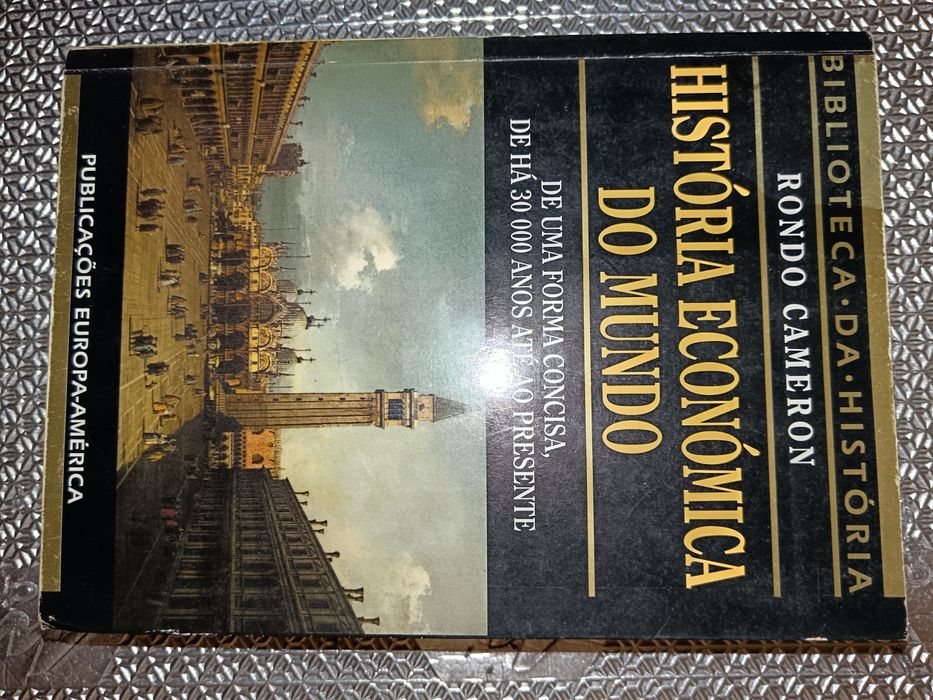 BIBLIOTECA·DA·HISTÓRIA
RONDO CAMERON
HISTÓRIA ECONÓMICA
DO MUNDO
DE UMA FORMA CONCISA,
DE HÁ 30 000 ANOS ATÉ AO PRESENTE
PUBLICAÇÕES EUROPA-AMÉRICA